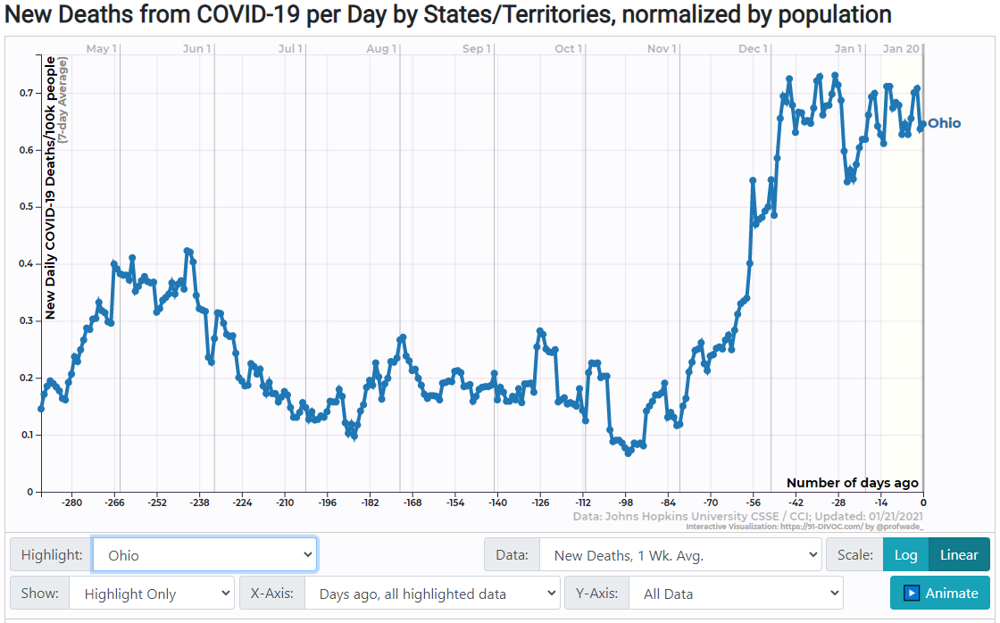 New Deaths from COVID-19 per Day by States/Territories, normalized by population
May 1 Jun 1 Jul 1 Aug 1 Sep 1 Oct 1 Nov 1 Dec 1 Jan 1 Jan 20
New Daily COVID-19 Deaths/100k people
(7-day Average)
0.7
0.6
0.5
0.4
0.3
0.2
0.1
0
Ohio
Number of days ago
-280 -266 -252 -238 -224 -210 -196 -182 -168 -154 -140 -126 -112 -98 -84 -70 -56 -42 -28 -14 0
Data: Johns Hopkins University CSSE / CCI; Updated: 01/21/2021
Interactive Visualization: https://91-DIVOC.com/ by @profwade_
Highlight: Ohio Data: New Deaths, 1 Wk. Avg. Scale: Log Linear
Show: Highlight Only X-Axis: Days ago, all highlighted data Y-Axis: All Data Animate